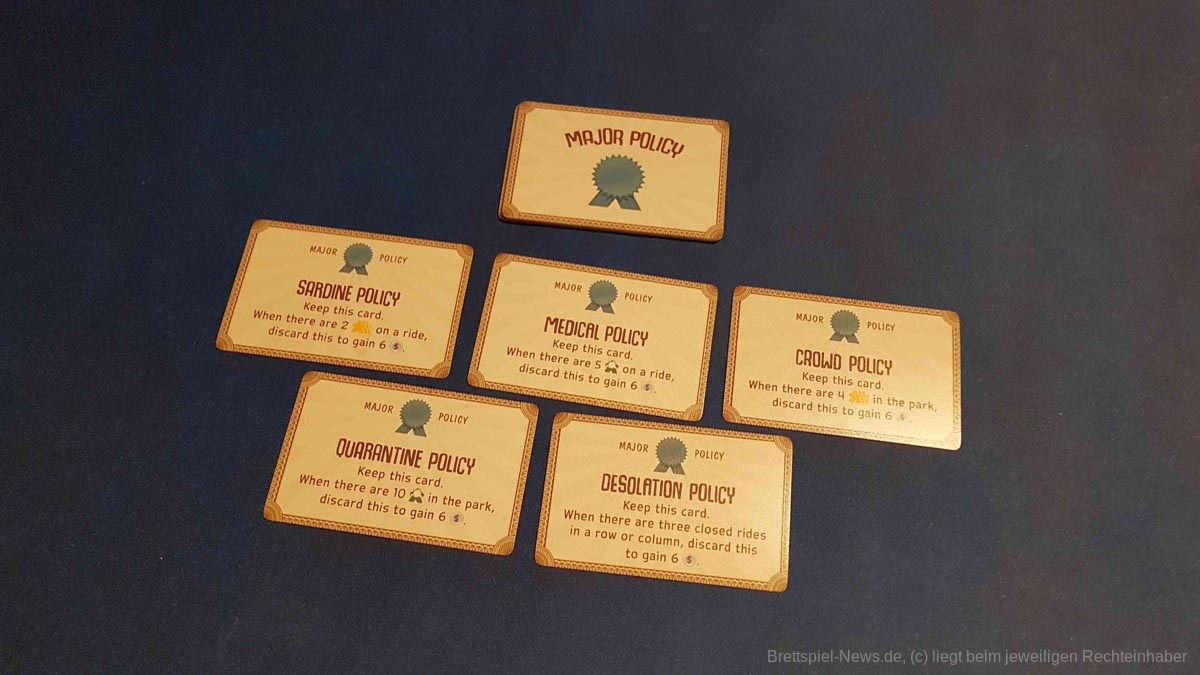 MAJOR POLICY
MAJOR POLICY
SARDINE POLICY
Keep this card.
When there are 2 on a ride,
discard this to gain 6 $.
MAJOR POLICY
MEDICAL POLICY
Keep this card.
When there are 5 on a ride,
discard this to gain 6 $.
MAJOR POLICY
CROWD POLICY
Keep this card.
When there are 4 in the park,
discard this to gain 6 $.
MAJOR POLICY
QUARANTINE POLICY
Keep this card.
When there are 10 in the park,
discard this to gain 6 $.
MAJOR POLICY
DESOLATION POLICY
Keep this card.
When there are three closed rides
in a row or column, discard this
to gain 6 $.
Brettspiel-News.de, (c) liegt beim jeweiligen Rechteinhaber